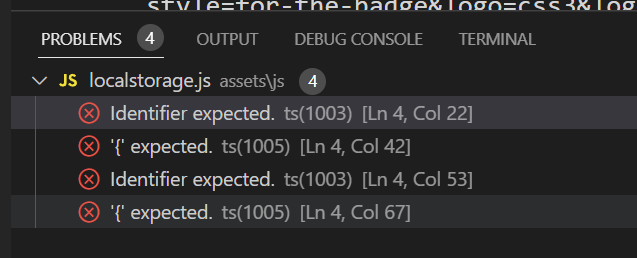 style=for-the-badge&logo=css3&log
PROBLEMS 4 OUTPUT DEBUG CONSOLE TERMINAL
JS localstorage.js assets\js 4
Identifier expected. ts(1003) [Ln 4, Col 22]
'{' expected. ts(1005) [Ln 4, Col 42]
Identifier expected. ts(1003) [Ln 4, Col 53]
'{' expected. ts(1005) [Ln 4, Col 67]